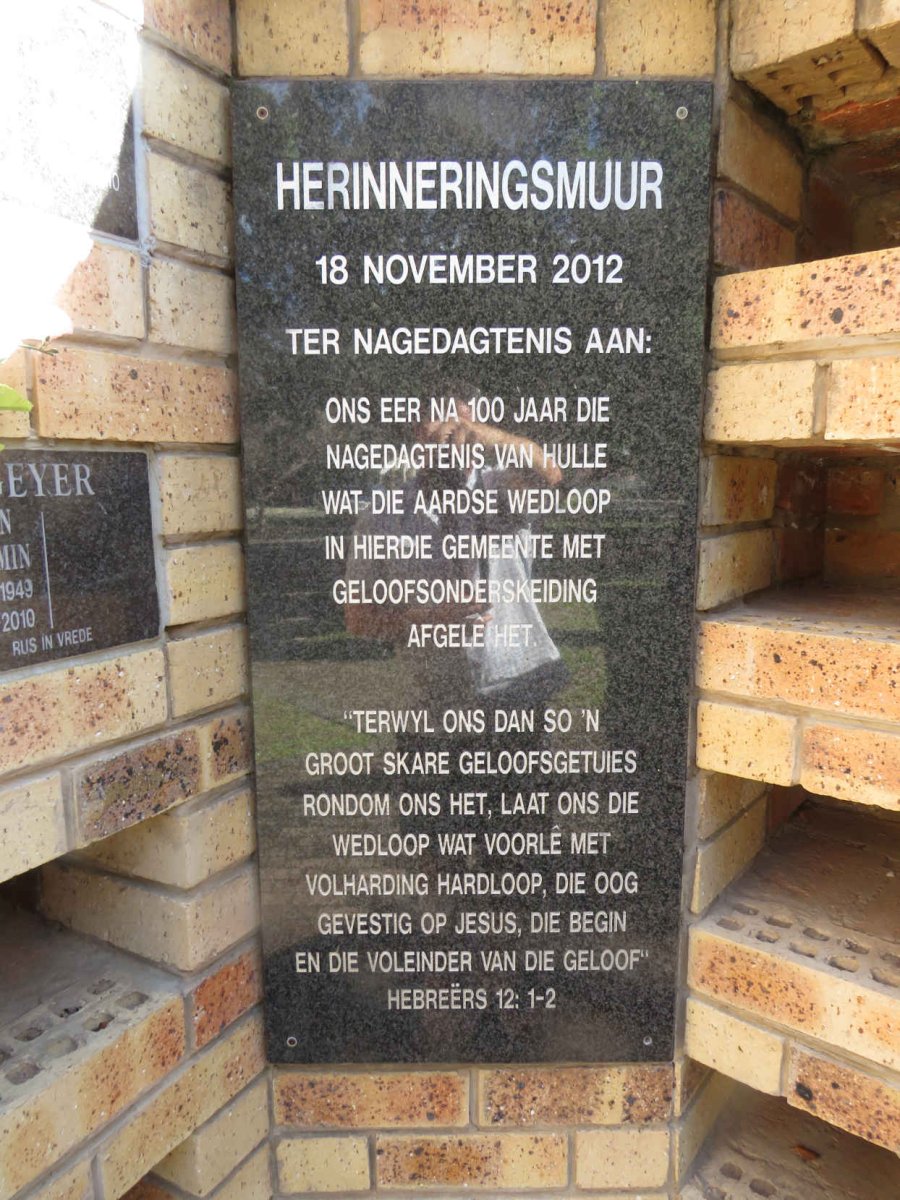 HERINNERINGSMUUR
18 NOVEMBER 2012
TER NAGEDAGTENIS AAN:
ONS EER NA 100 JAAR DIE
NAGEDAGTENIS VAN HULLE
WAT DIE AARDSE WEDLOOP
IN HIERDIE GEMEENTE MET
GELOOFSONDERSKEIDING
AFGELE HET.
“TERWYL ONS DAN SO 'N
GROOT SKARE GELOOFSGETUIES
RONDOM ONS HET, LAAT ONS DIE
WEDLOOP WAT VOORLÊ MET
VOLHARDING HARDLOOP, DIE OOG
GEVESTIG OP JESUS, DIE BEGIN
EN DIE VOLEINDER VAN DIE GELOOF“
HEBREËRS 12: 1-2
1949
2010
RUS IN VREDE